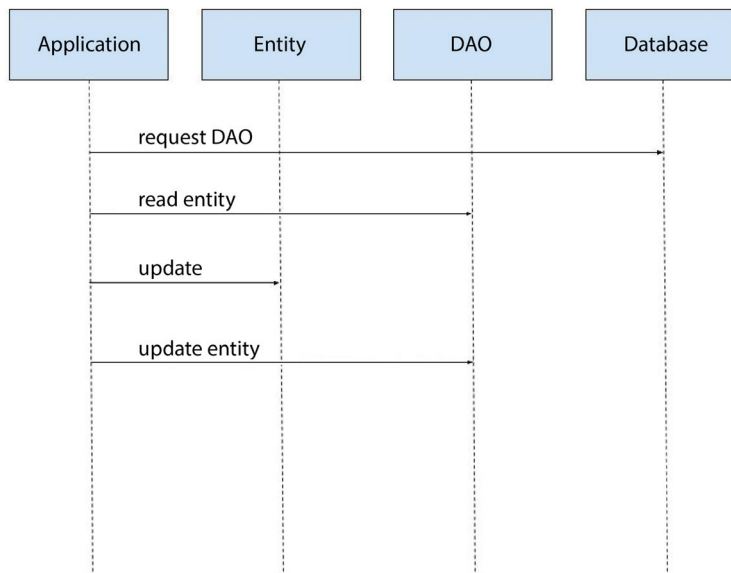 Application
Entity
DAO
Database
request DAO
read entity
update
update entity